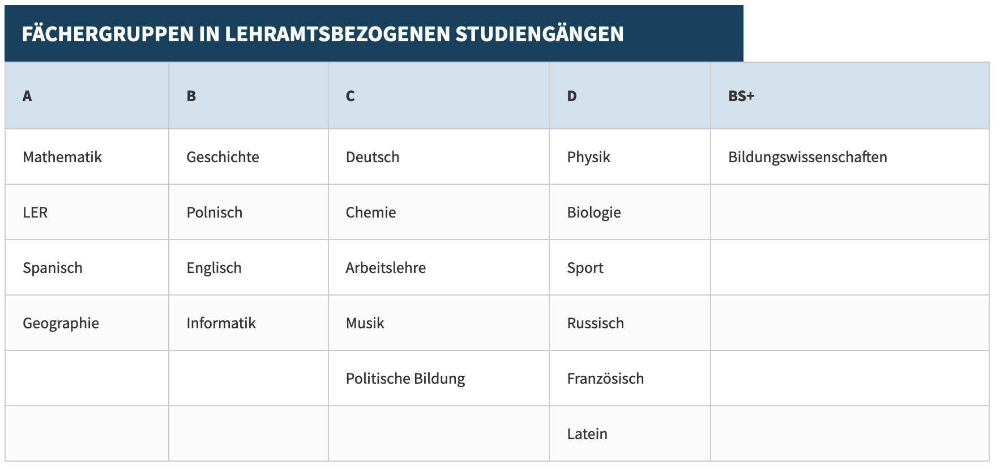 FÄCHERGRUPPEN IN LEHRAMTSBEZOGENEN STUDIENGÄNGEN
A B C D BS+
Mathematik Geschichte Deutsch Physik Bildungswissenschaften
LER Polnisch Chemie Biologie
Spanisch Englisch Arbeitslehre Sport
Geographie Informatik Musik Russisch
Politische Bildung Französisch
Latein